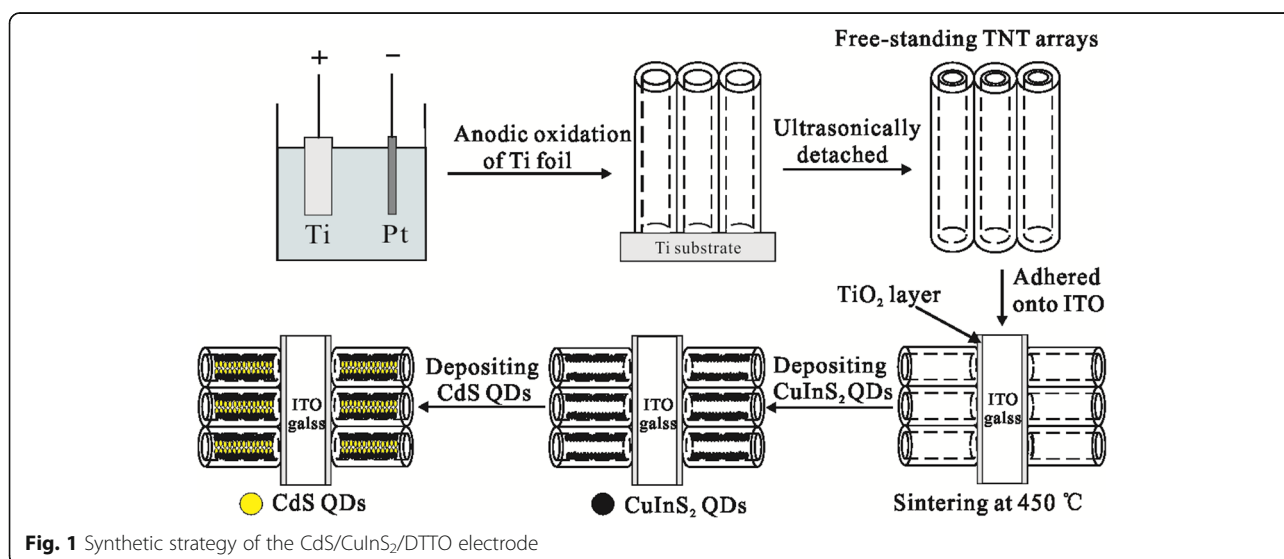 Free-standing TNT arrays
+ −
Anodic oxidation
of Ti foil
Ultrasonically
detached
Ti Pt
Ti substrate
Adhered
onto ITO
TiO₂ layer
Depositing
CdS QDs
Depositing
CuInS₂ QDs
ITO
galss
ITO
galss
ITO
galss
CdS QDs
CuInS₂ QDs
Sintering at 450 ℃
Fig. 1 Synthetic strategy of the CdS/CuInS₂/DTTO electrode